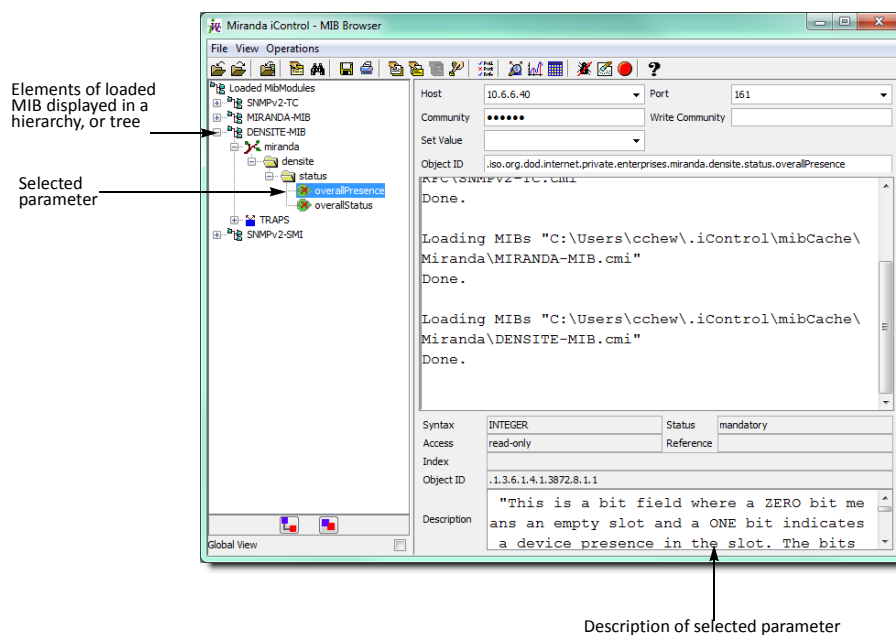 Miranda iControl - MIB Browser
File View Operations
Elements of loaded
MIB displayed in a
hierarchy, or tree
Selected
parameter
Loaded MibModules
SNMPv2-TC
MIRANDA-MIB
DENSITE-MIB
miranda
densite
status
overallPresence
overallStatus
TRAPS
SNMPv2-SMI
Global View
Host 10.6.6.40 Port 161
Community ●●●●●● Write Community
Set Value
Object ID .iso.org.dod.internet.private.enterprises.miranda.densite.status.overallPresence
RFC\SNMPv2-TC.cmi"
Done.
Loading MIBs "C:\Users\cchew\.iControl\mibCache\
Miranda\MIRANDA-MIB.cmi"
Done.
Loading MIBs "C:\Users\cchew\.iControl\mibCache\
Miranda\DENSITE-MIB.cmi"
Done.
Syntax INTEGER Status mandatory
Access read-only Reference
Index
Object ID .1.3.6.1.4.1.3872.8.1.1
Description
"This is a bit field where a ZERO bit me
ans an empty slot and a ONE bit indicates
a device presence in the slot. The bits
Description of selected parameter